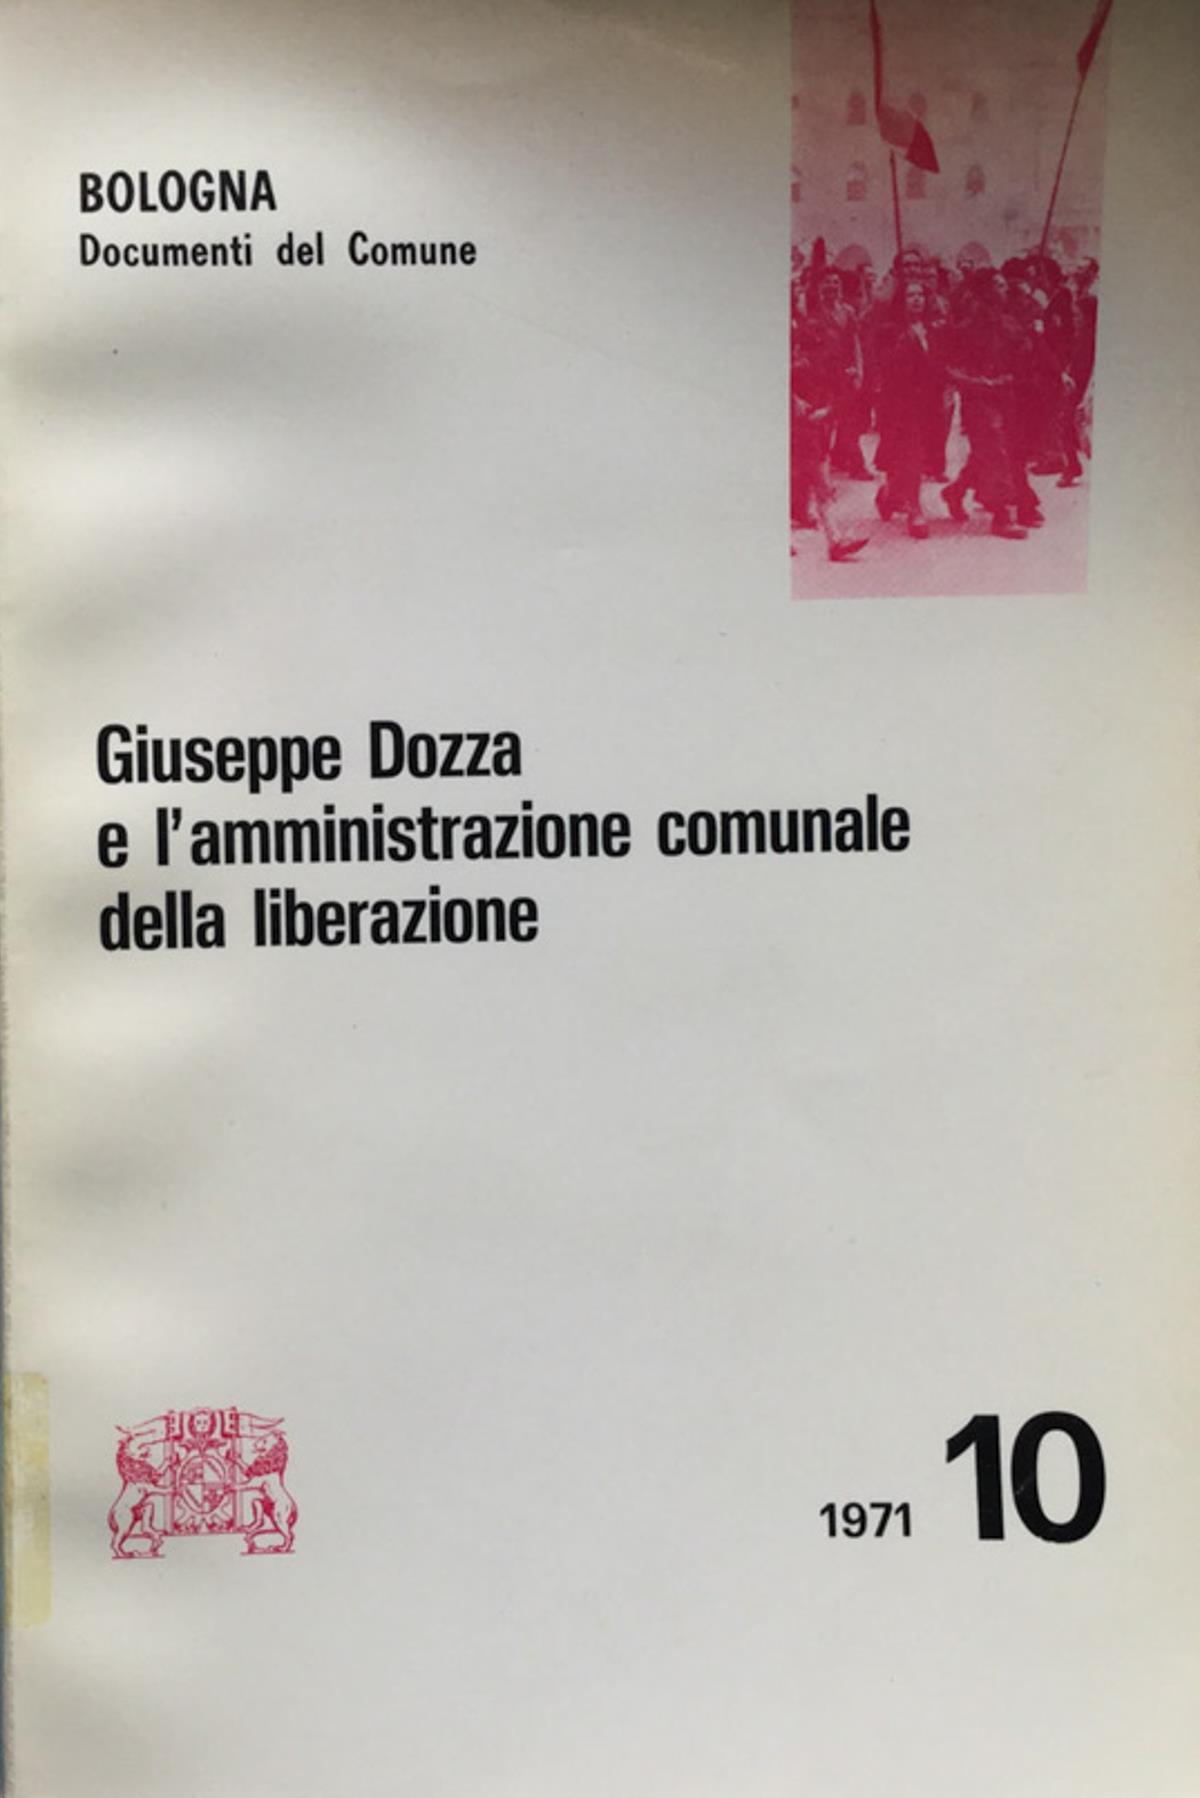 BOLOGNA
Documenti del Comune
Giuseppe Dozza
e l'amministrazione comunale
della liberazione
1971 10